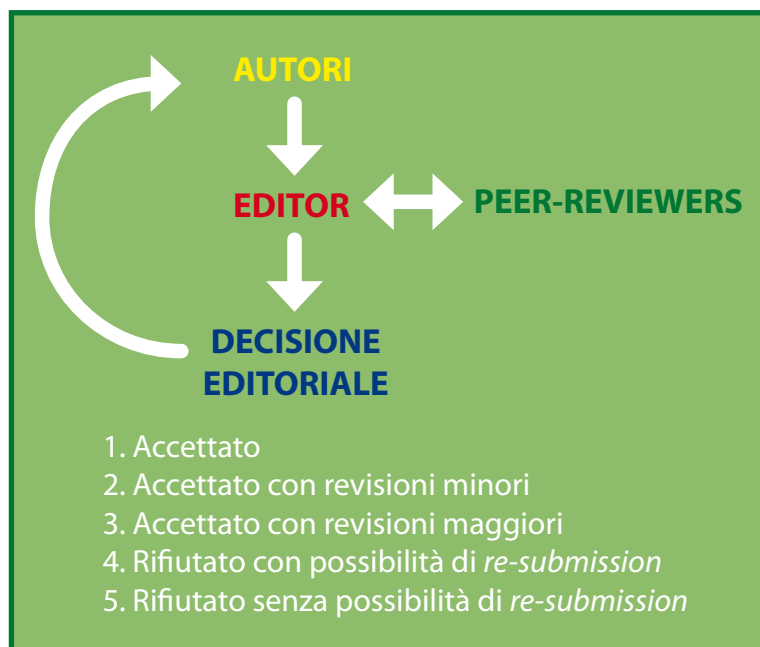 AUTORI
EDITOR
PEER-REVIEWERS
DECISIONE
EDITORIALE
1. Accettato
2. Accettato con revisioni minori
3. Accettato con revisioni maggiori
4. Rifiutato con possibilità di re-submission
5. Rifiutato senza possibilità di re-submission